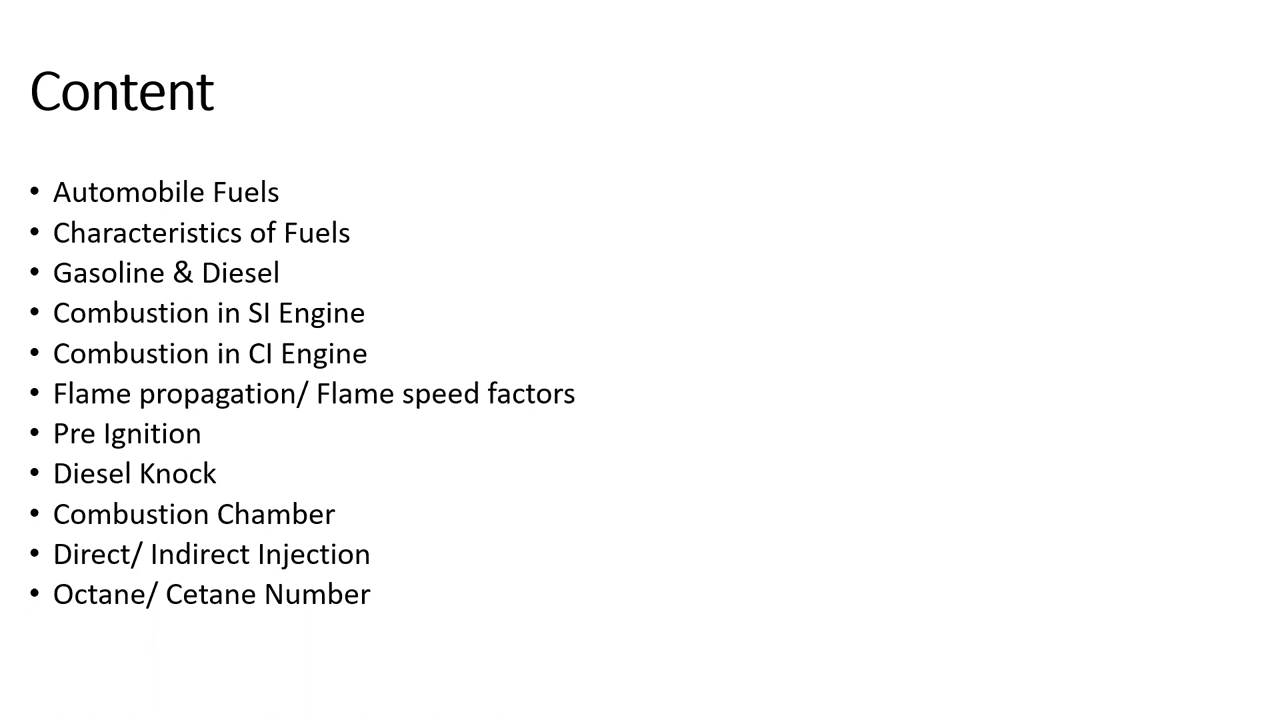 Content
• Automobile Fuels
• Characteristics of Fuels
• Gasoline & Diesel
• Combustion in SI Engine
• Combustion in CI Engine
• Flame propagation/ Flame speed factors
• Pre Ignition
• Diesel Knock
• Combustion Chamber
• Direct/ Indirect Injection
• Octane/ Cetane Number